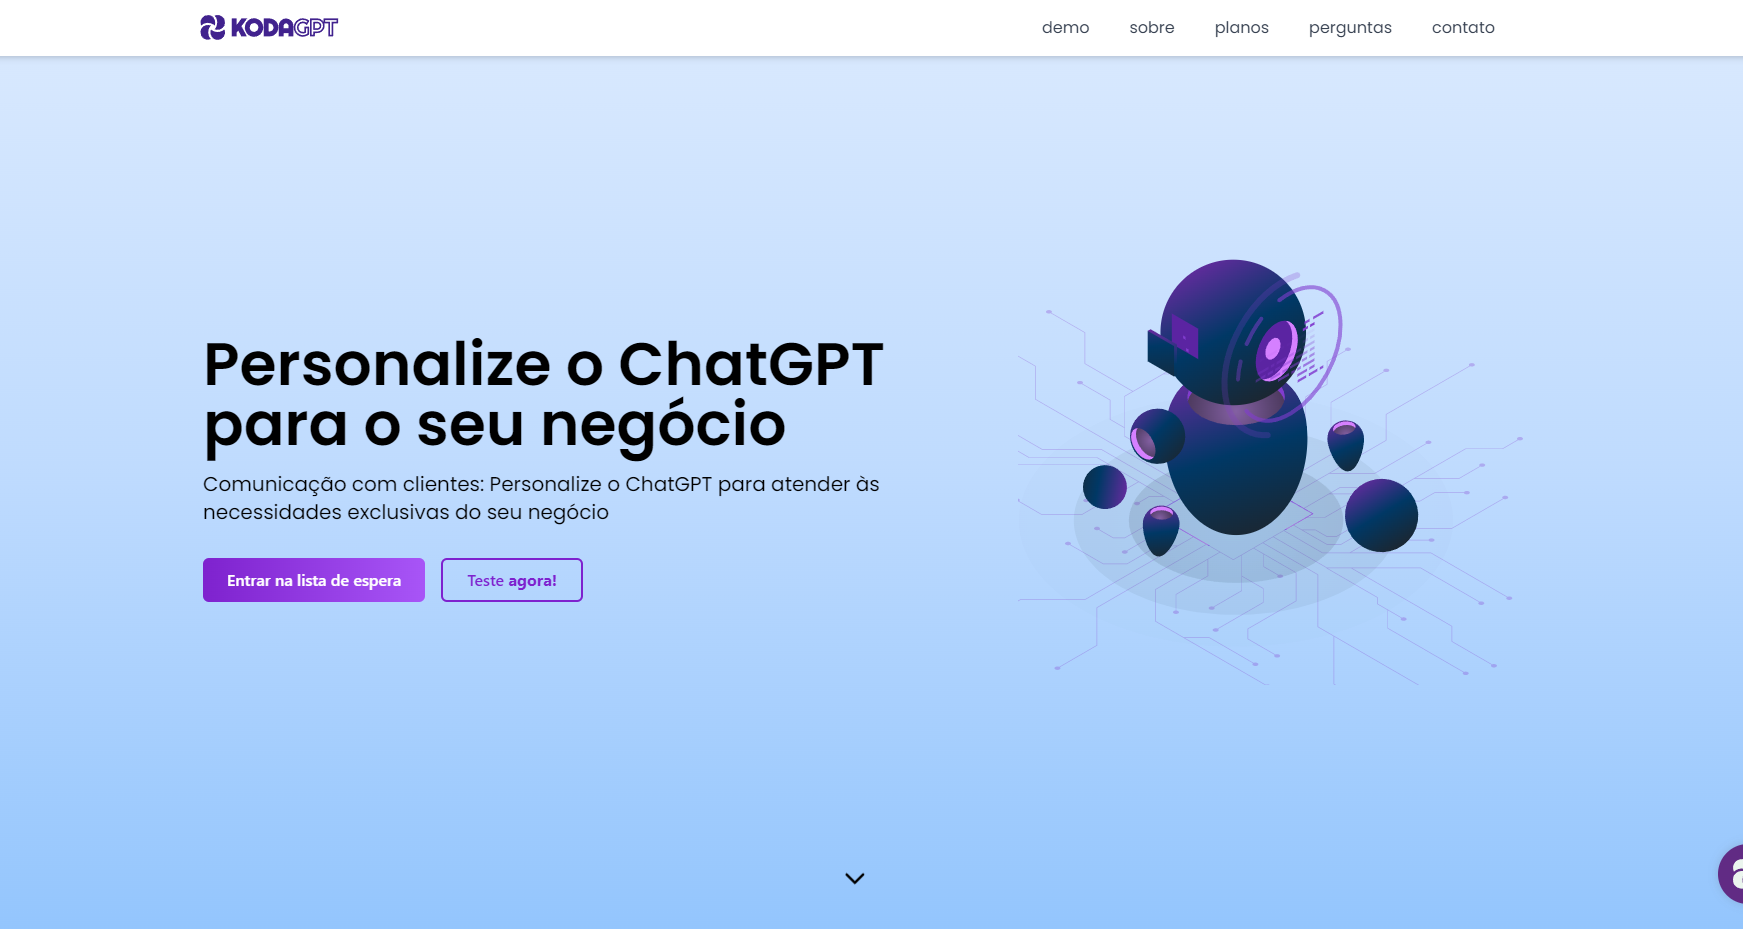 KODAGPT
demo sobre planos perguntas contato
Personalize o ChatGPT
para o seu negócio
Comunicação com clientes: Personalize o ChatGPT para atender às
necessidades exclusivas do seu negócio
Entrar na lista de espera
Teste agora!